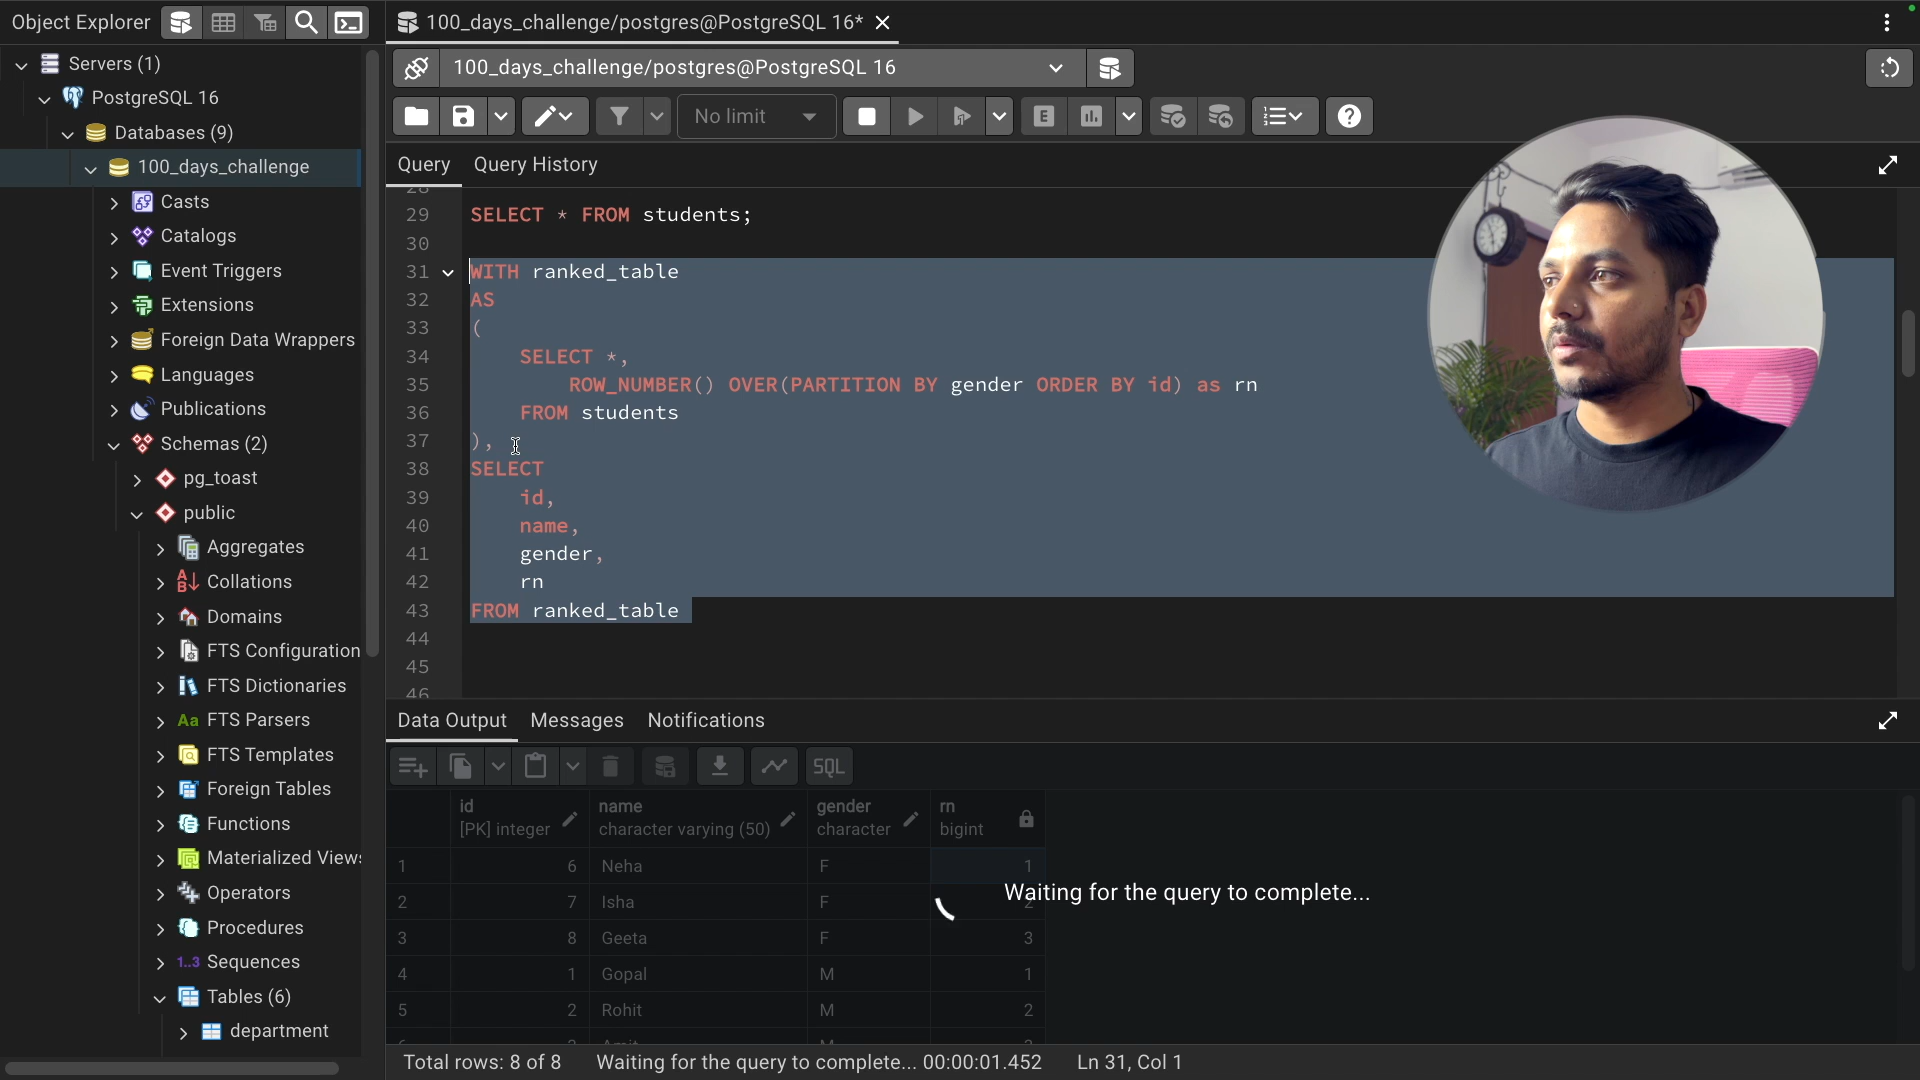 Object Explorer
100_days_challenge/postgres@PostgreSQL 16*
Servers (1)
PostgreSQL 16
Databases (9)
100_days_challenge
Casts
Catalogs
Event Triggers
Extensions
Foreign Data Wrappers
Languages
Publications
Schemas (2)
pg_toast
public
Aggregates
Collations
Domains
FTS Configuration
FTS Dictionaries
Aa FTS Parsers
FTS Templates
Foreign Tables
Functions
Materialized Views
Operators
Procedures
1..3 Sequences
Tables (6)
department
100_days_challenge/postgres@PostgreSQL 16
No limit
E
Query Query History
28
29 SELECT * FROM students;
30
31 WITH ranked_table
32 AS
33 (
34 SELECT *,
35 ROW_NUMBER() OVER(PARTITION BY gender ORDER BY id) as rn
36 FROM students
37 ),
38 SELECT
39 id,
40 name,
41 gender,
42 rn
43 FROM ranked_table
44
45
46
Data Output Messages Notifications
SQL
id name gender rn
[PK] integer character varying (50) character bigint
1 6 Neha F 1
2 7 Isha F 2
3 8 Geeta F 3
4 1 Gopal M 1
5 2 Rohit M 2
Waiting for the query to complete...
Total rows: 8 of 8 Waiting for the query to complete... 00:00:01.452 Ln 31, Col 1